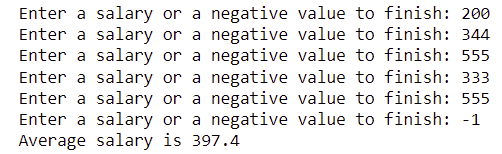 Enter a salary or a negative value to finish: 200
Enter a salary or a negative value to finish: 344
Enter a salary or a negative value to finish: 555
Enter a salary or a negative value to finish: 333
Enter a salary or a negative value to finish: 555
Enter a salary or a negative value to finish: -1
Average salary is 397.4